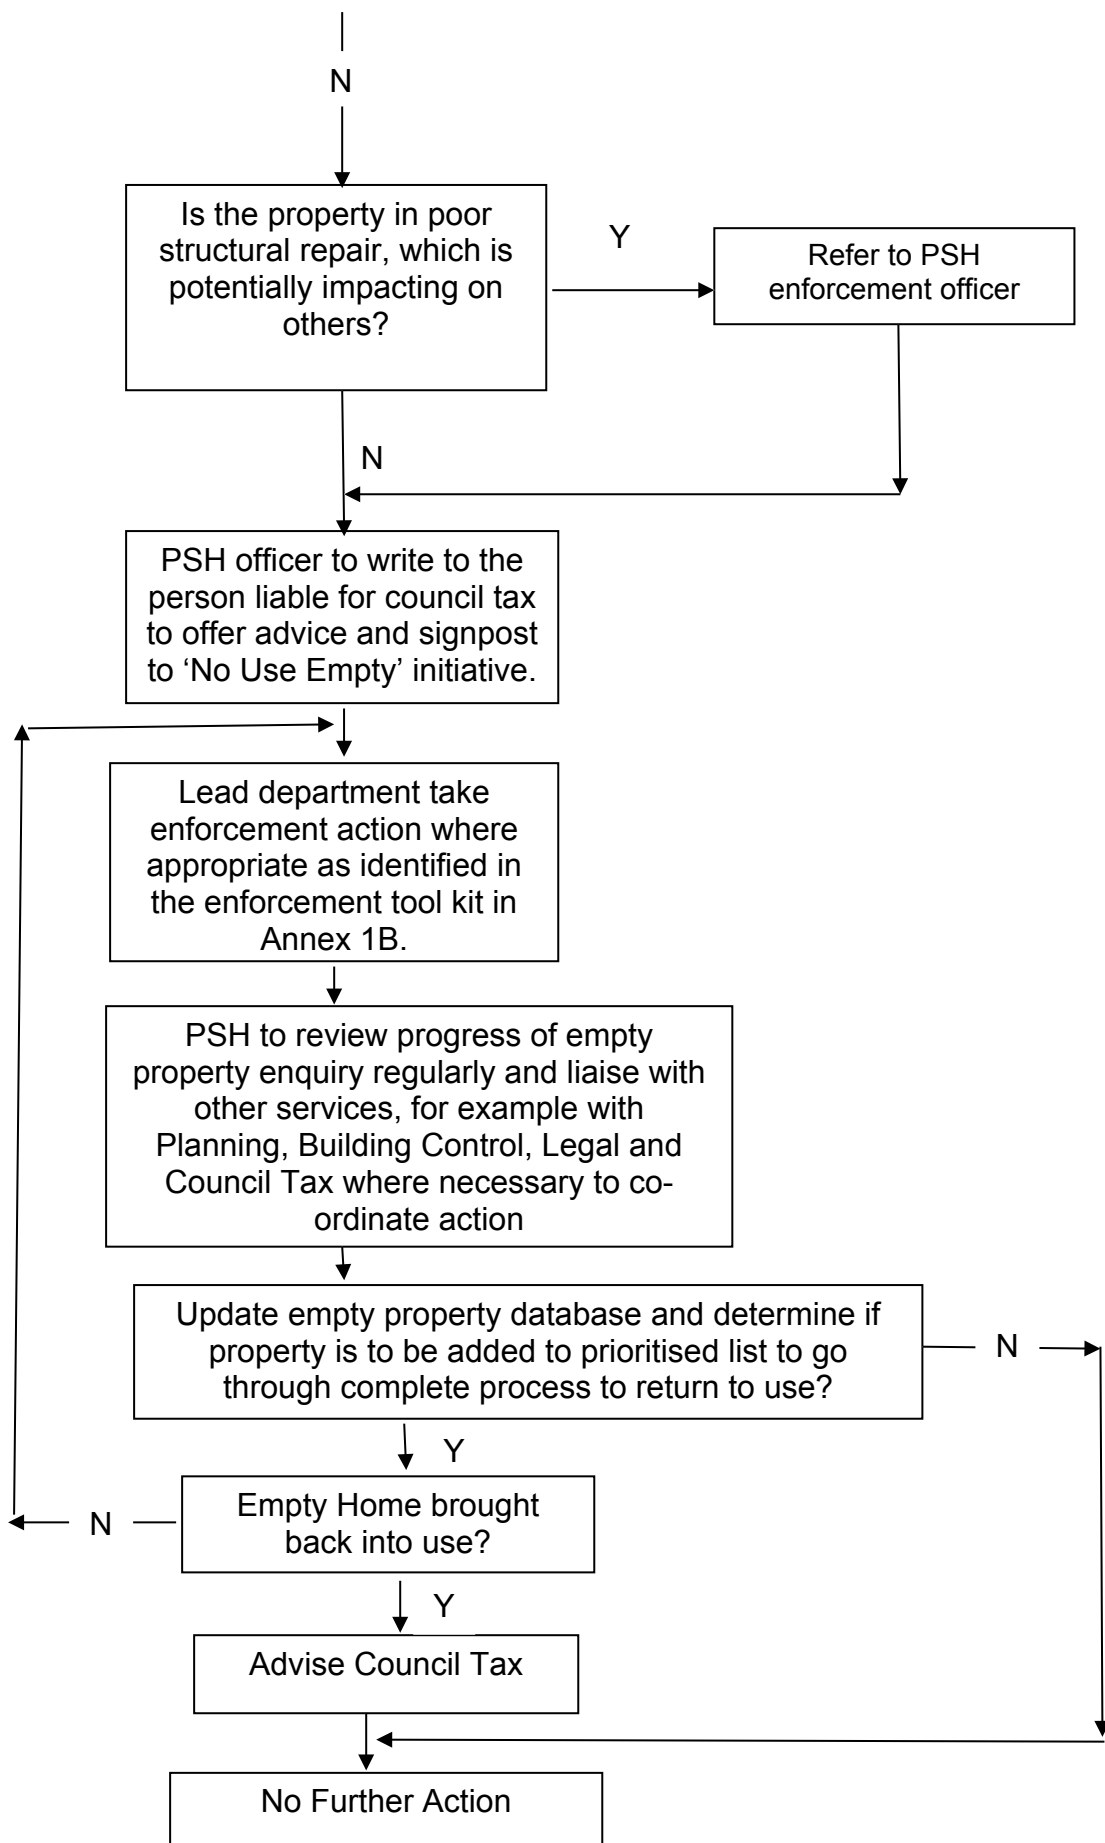 N
Is the property in poor
structural repair, which is
potentially impacting on
others?
Y
Refer to PSH
enforcement officer
N
PSH officer to write to the
person liable for council tax
to offer advice and signpost
to ‘No Use Empty’ initiative.
Lead department take
enforcement action where
appropriate as identified in
the enforcement tool kit in
Annex 1B.
PSH to review progress of empty
property enquiry regularly and liaise with
other services, for example with
Planning, Building Control, Legal and
Council Tax where necessary to co-
ordinate action
Update empty property database and determine if
property is to be added to prioritised list to go
through complete process to return to use?
N
Y
Empty Home brought
back into use?
N
Y
Advise Council Tax
No Further Action